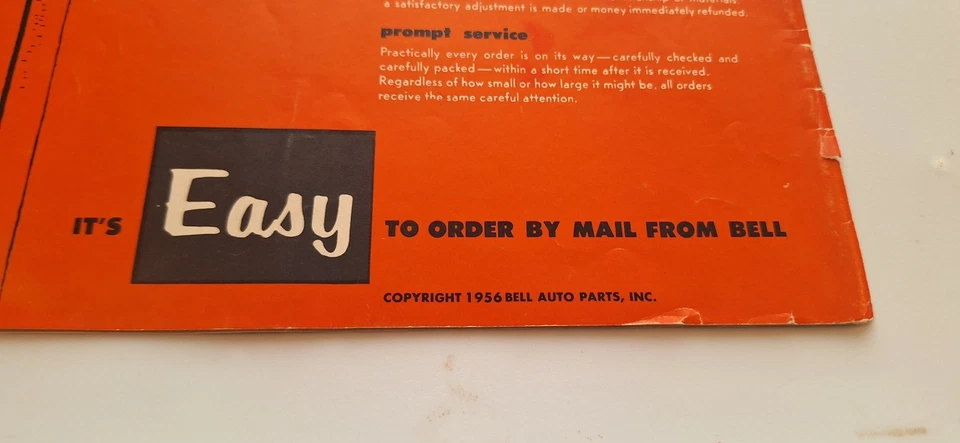 a satisfactory adjustment is made or money immediately refunded.
prompt service
Practically every order is on its way—carefully checked and
carefully packed—within a short time after it is received.
Regardless of how small or how large it might be, all orders
receive the same careful attention.
IT'S Easy TO ORDER BY MAIL FROM BELL
COPYRIGHT 1956 BELL AUTO PARTS, INC.